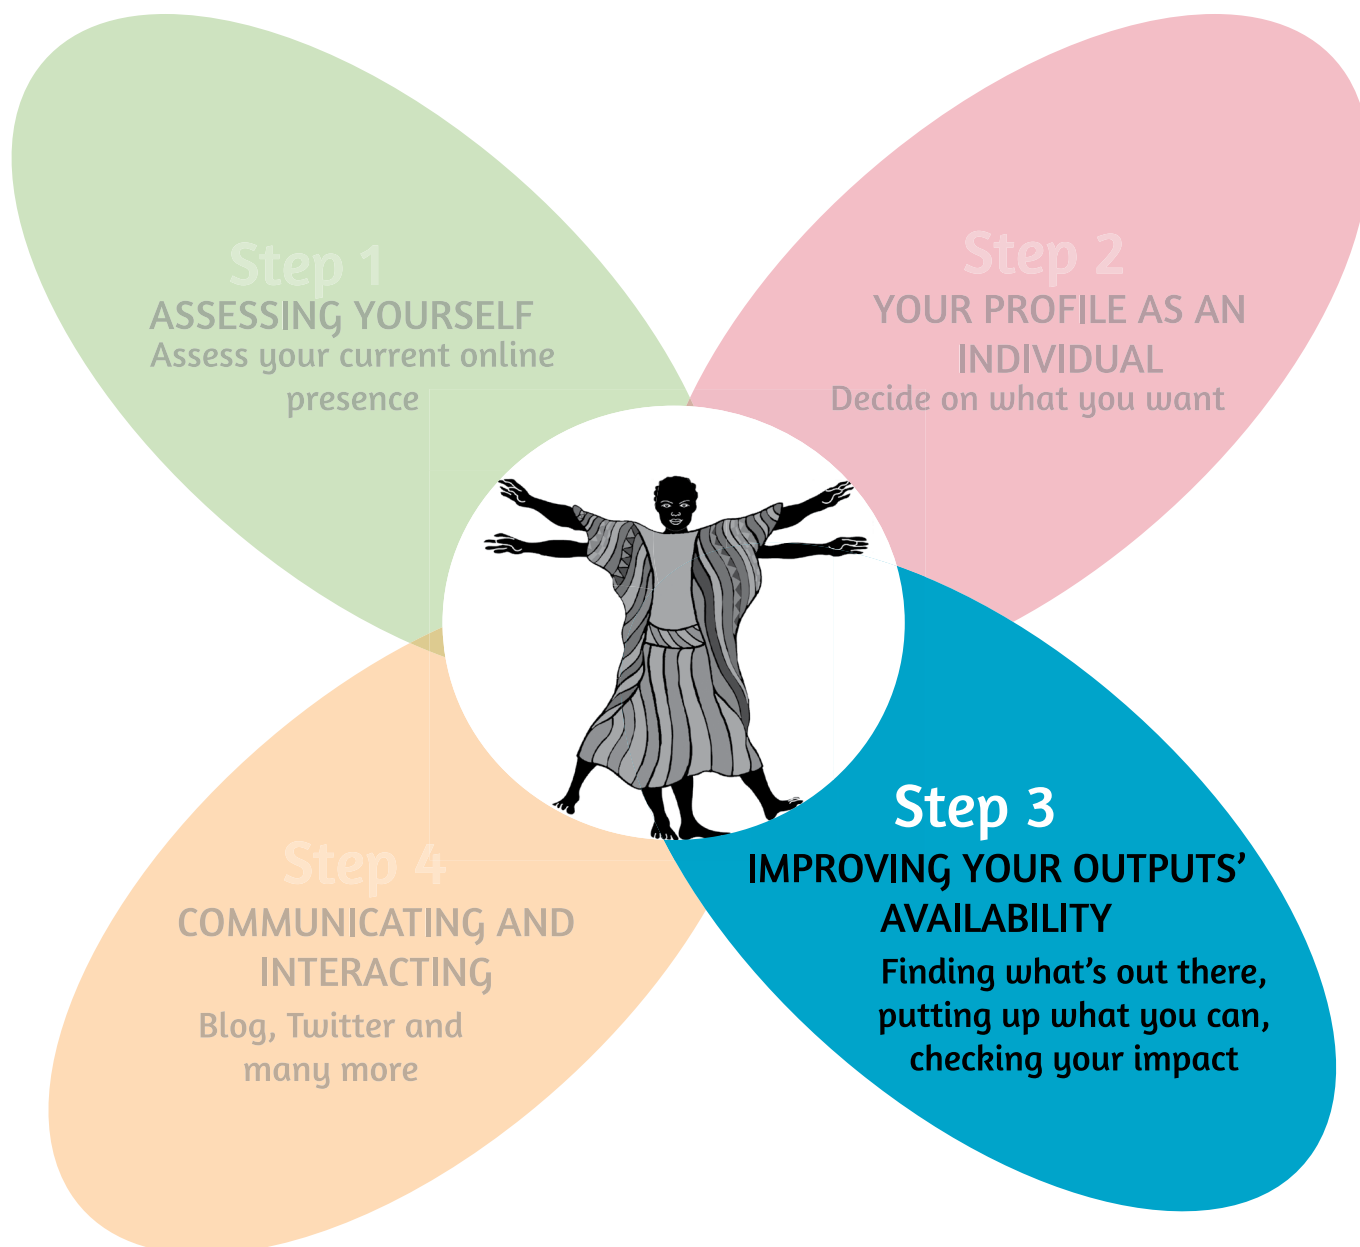 Step 1
ASSESSING YOURSELF
Assess your current online
presence
Step 2
YOUR PROFILE AS AN
INDIVIDUAL
Decide on what you want
Step 3
IMPROVING YOUR OUTPUTS’
AVAILABILITY
Finding what’s out there,
putting up what you can,
checking your impact
Step 4
COMMUNICATING AND
INTERACTING
Blog, Twitter and
many more